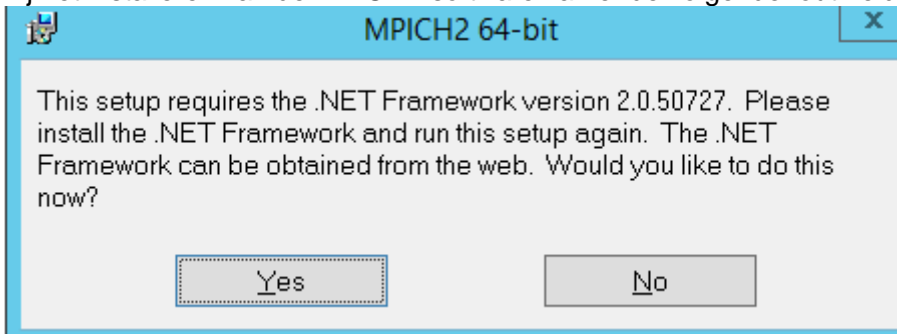 MPICH2 64-bit
x
This setup requires the .NET Framework version 2.0.50727. Please
install the .NET Framework and run this setup again. The .NET
Framework can be obtained from the web. Would you like to do this
now?
Yes
No